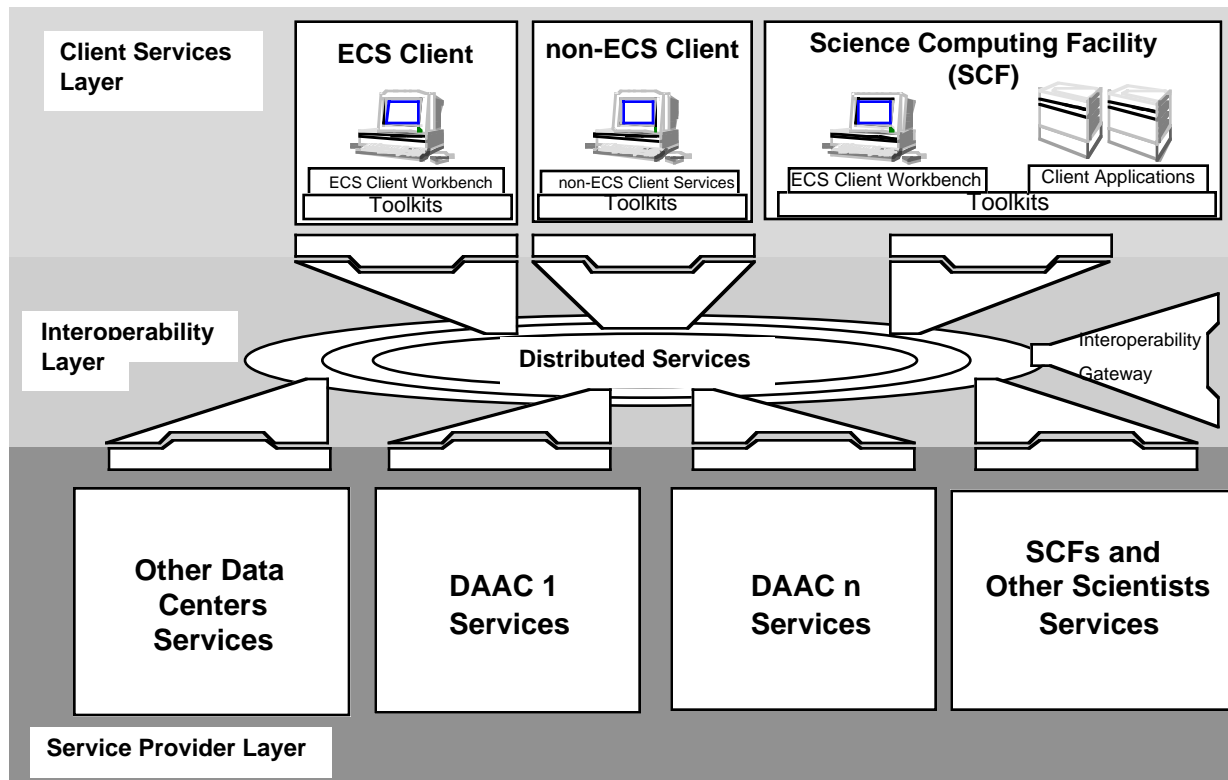 Client Services
Layer
ECS Client
non-ECS Client
Science Computing Facility
(SCF)
ECS Client Workbench
Toolkits
non-ECS Client Services
Toolkits
ECS Client Workbench
Client Applications
Toolkits
Interoperability
Layer
Distributed Services
Interoperability
Gateway
Other Data
Centers
Services
DAAC 1
Services
DAAC n
Services
SCFs and
Other Scientists
Services
Service Provider Layer